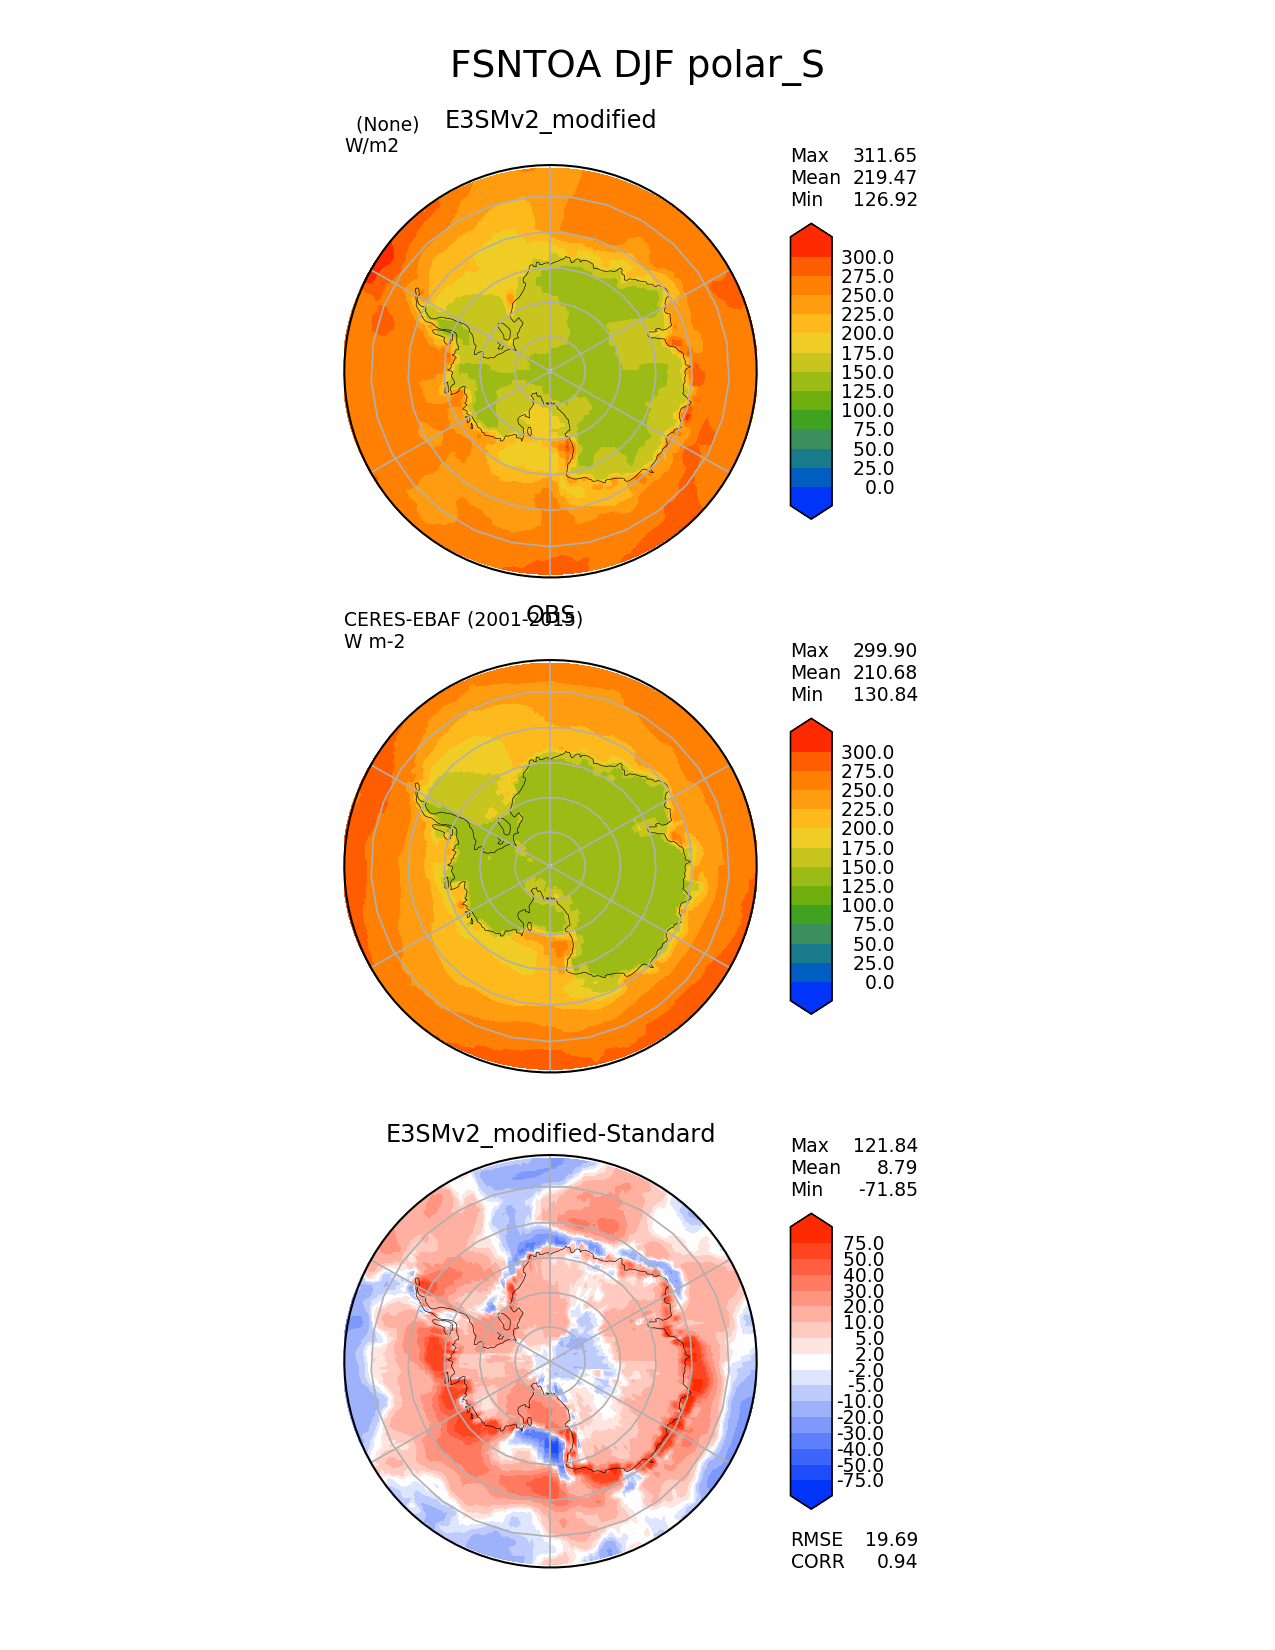 FSNTOA DJF polar_S
E3SMv2_modified
(None)
W/m2
Max 311.65
Mean 219.47
Min 126.92
300.0
275.0
250.0
225.0
200.0
175.0
150.0
125.0
100.0
75.0
50.0
25.0
0.0
OBS
CERES-EBAF (2001-2015)
W m-2
Max 299.90
Mean 210.68
Min 130.84
300.0
275.0
250.0
225.0
200.0
175.0
150.0
125.0
100.0
75.0
50.0
25.0
0.0
E3SMv2_modified-Standard
Max 121.84
Mean 8.79
Min -71.85
75.0
50.0
40.0
30.0
20.0
10.0
5.0
2.0
-2.0
-5.0
-10.0
-20.0
-30.0
-40.0
-50.0
-75.0
RMSE 19.69
CORR 0.94